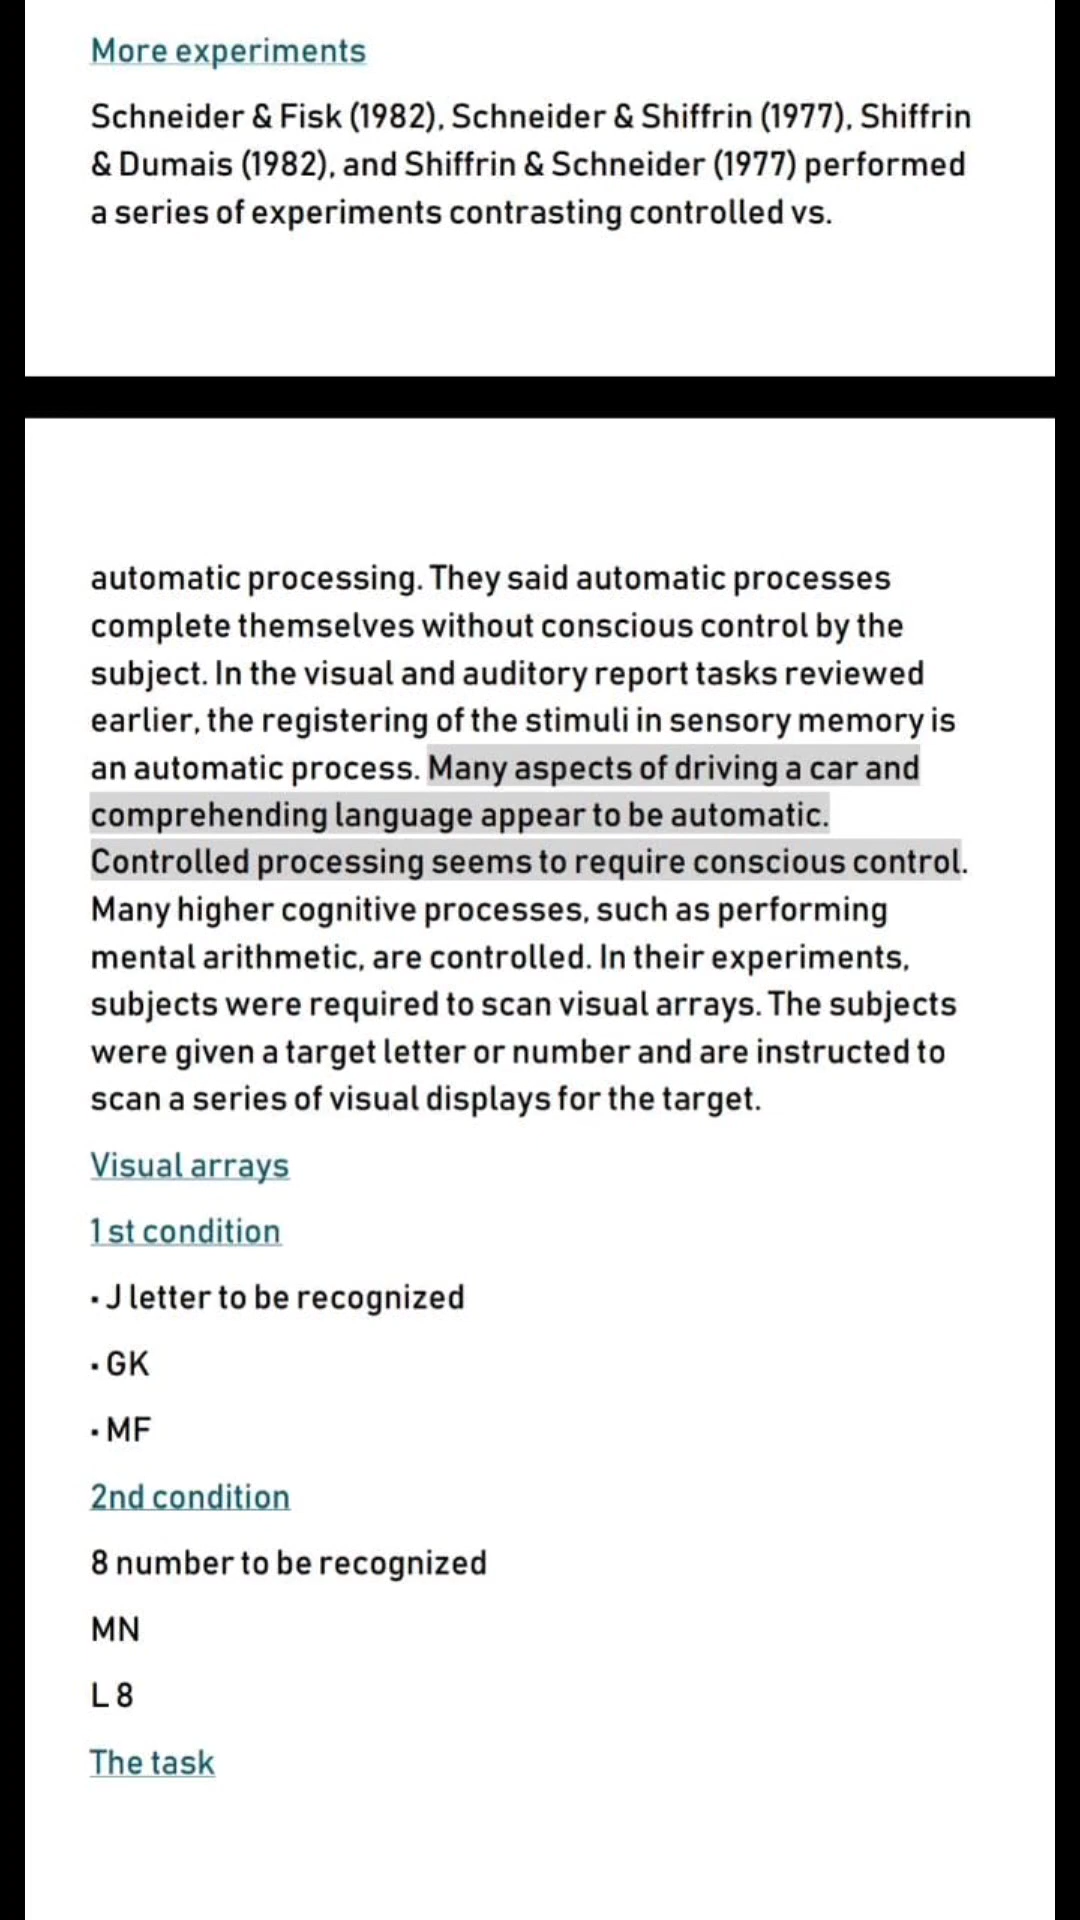 More experiments
Schneider & Fisk (1982), Schneider & Shiffrin (1977), Shiffrin
& Dumais (1982), and Shiffrin & Schneider (1977) performed
a series of experiments contrasting controlled vs.
automatic processing. They said automatic processes
complete themselves without conscious control by the
subject. In the visual and auditory report tasks reviewed
earlier, the registering of the stimuli in sensory memory is
an automatic process. Many aspects of driving a car and
comprehending language appear to be automatic.
Controlled processing seems to require conscious control.
Many higher cognitive processes, such as performing
mental arithmetic, are controlled. In their experiments,
subjects were required to scan visual arrays. The subjects
were given a target letter or number and are instructed to
scan a series of visual displays for the target.
Visual arrays
1st condition
▪ J letter to be recognized
▪ GK
▪ MF
2nd condition
8 number to be recognized
MN
L 8
The task